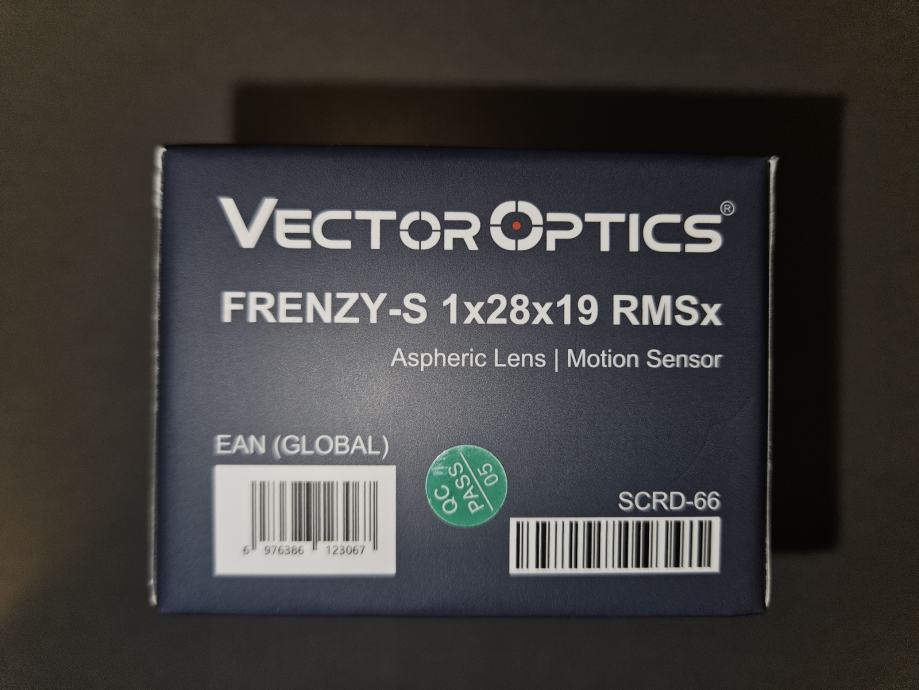 VECTOR OPTICS®
FRENZY-S 1x28x19 RMSx
Aspheric Lens | Motion Sensor
EAN (GLOBAL)
6 976386 123067
QC
PASS
05
SCRD-66